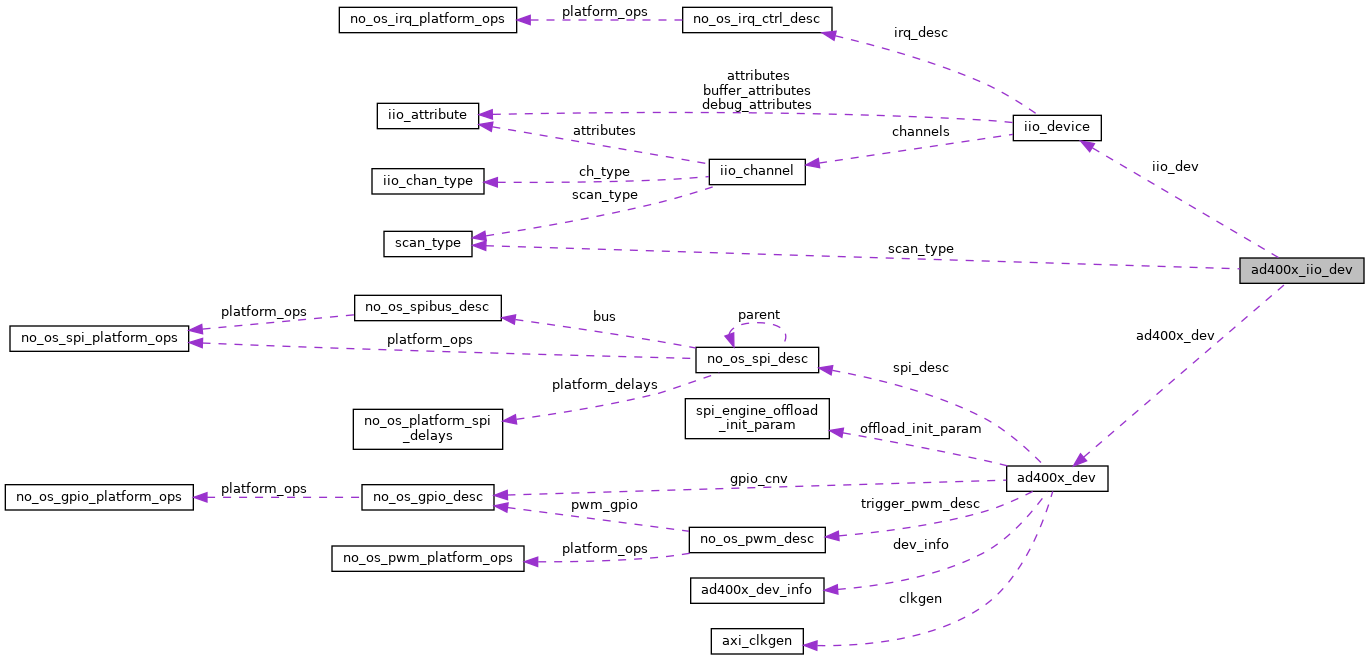 no_os_irq_platform_ops
platform_ops
no_os_irq_ctrl_desc
irq_desc
attributes
buffer_attributes
debug_attributes
iio_attribute
attributes
channels
iio_device
iio_chan_type
ch_type
iio_channel
iio_dev
scan_type
scan_type
scan_type
ad400x_iio_dev
no_os_spibus_desc
platform_ops
bus
parent
no_os_spi_platform_ops
platform_ops
no_os_spi_desc
ad400x_dev
spi_desc
platform_delays
no_os_platform_spi
_delays
spi_engine_offload
_init_param
offload_init_param
ad400x_dev
gpio_cnv
no_os_gpio_platform_ops
platform_ops
no_os_gpio_desc
pwm_gpio
trigger_pwm_desc
no_os_pwm_desc
no_os_pwm_platform_ops
platform_ops
dev_info
ad400x_dev_info
clkgen
axi_clkgen